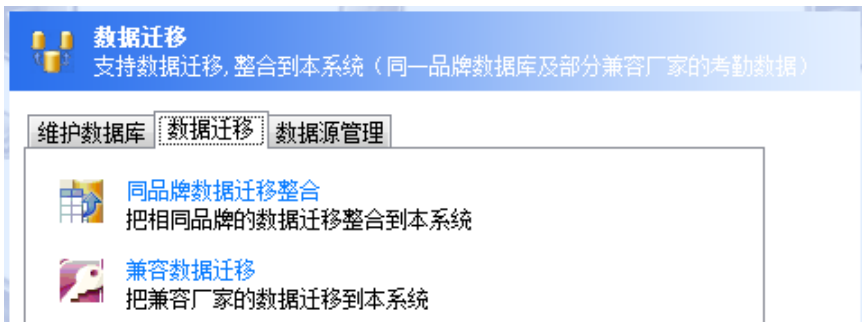 数据迁移
支持数据迁移,整合到本系统（同一品牌数据库及部分兼容厂家的考勤数据）
维护数据库 数据迁移 数据源管理
同品牌数据迁移整合
把相同品牌的数据迁移整合到本系统
兼容数据迁移
把兼容厂家的数据迁移到本系统